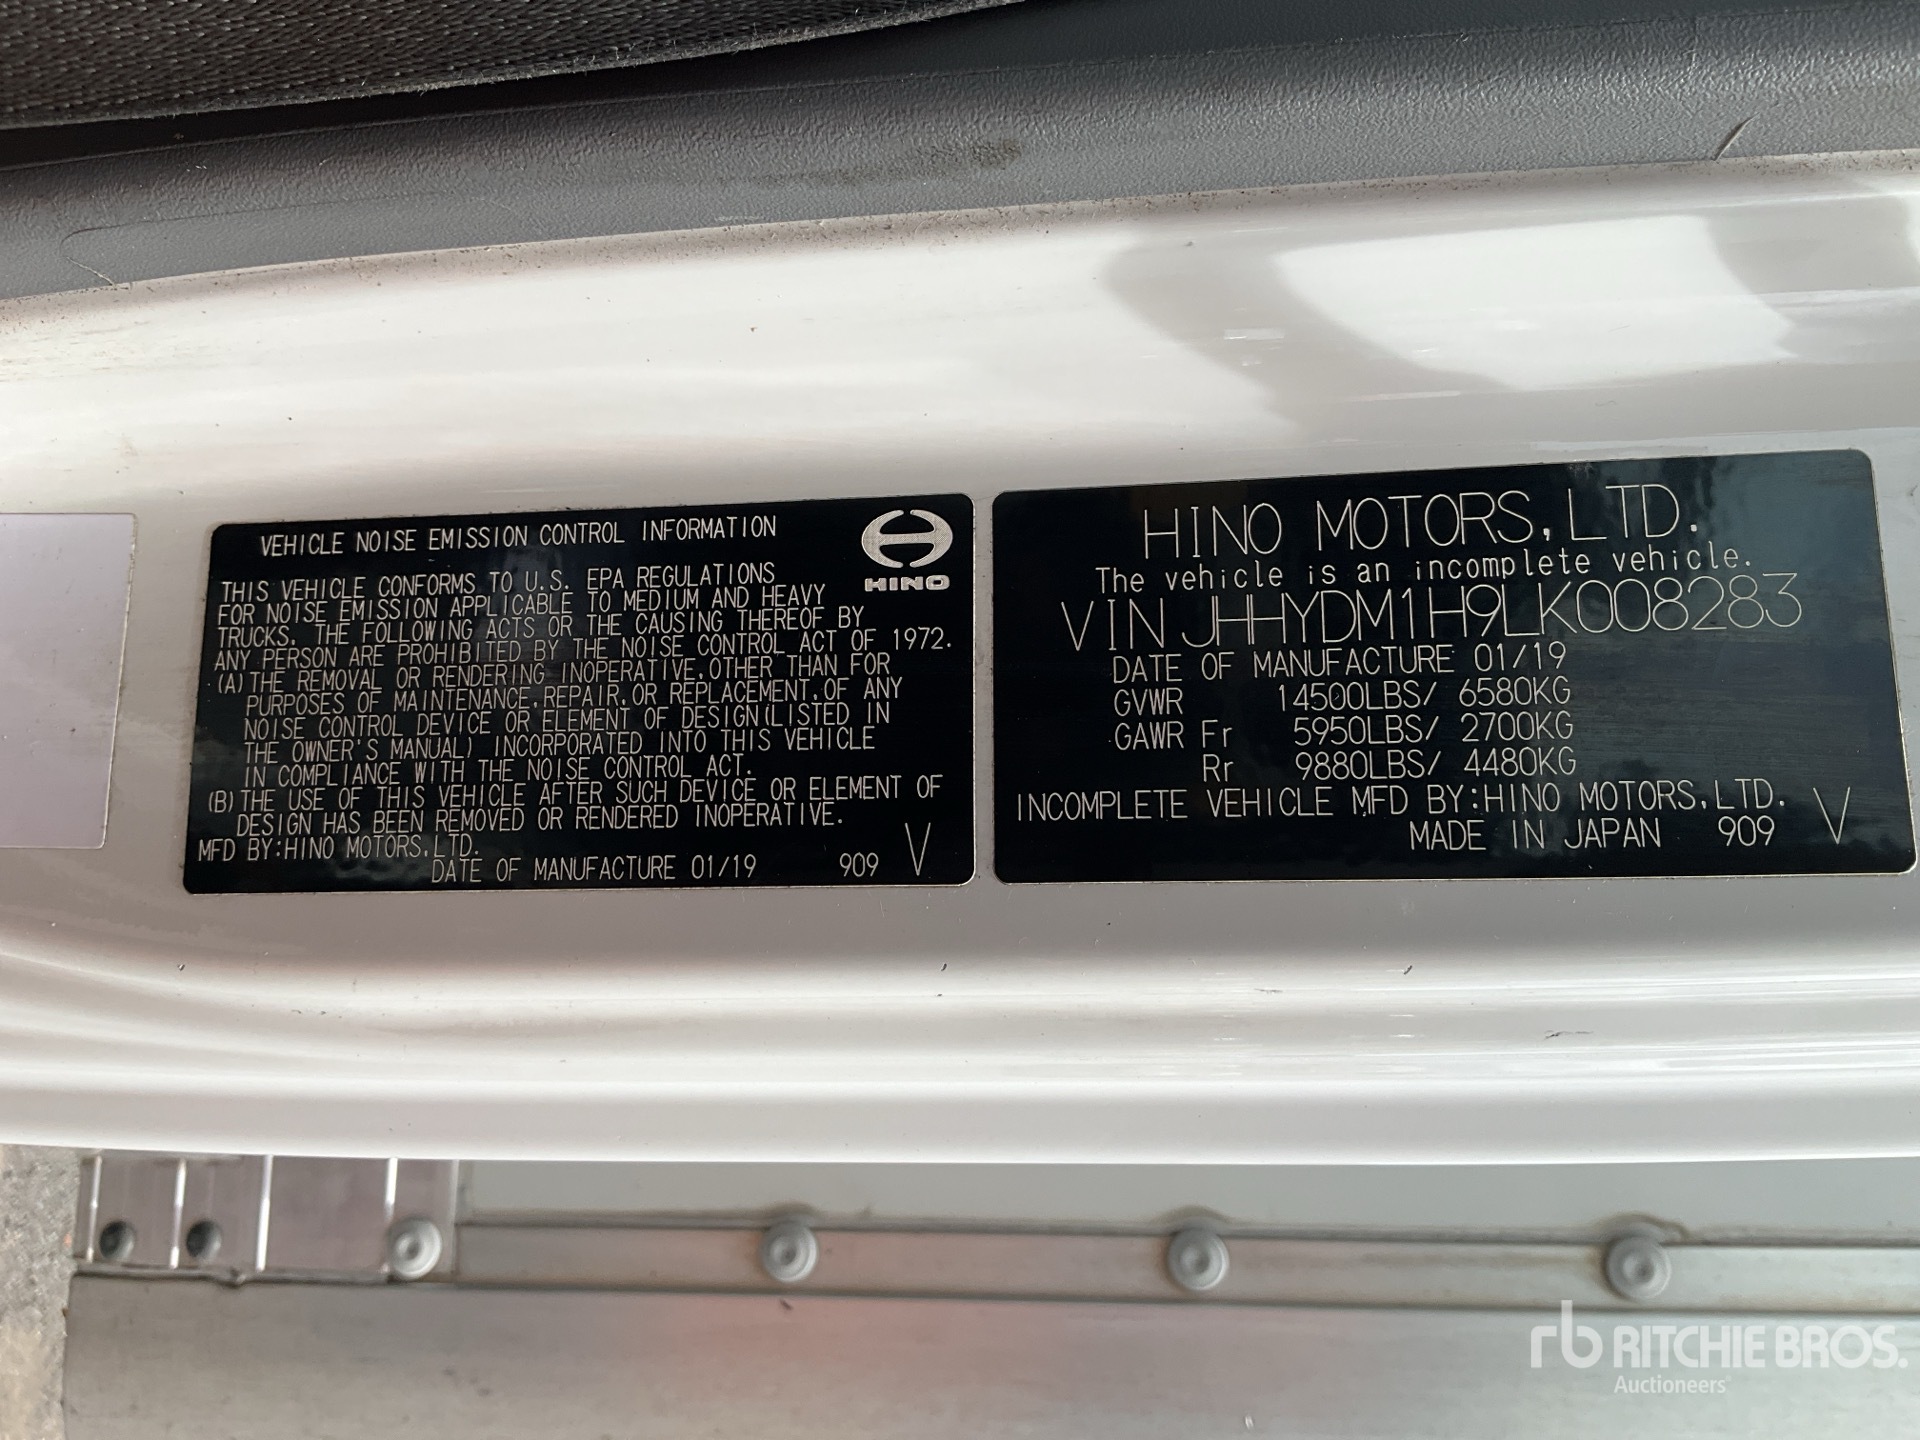 VEHICLE NOISE EMISSION CONTROL INFORMATION
HINO
THIS VEHICLE CONFORMS TO U.S. EPA REGULATIONS
FOR NOISE EMISSION APPLICABLE TO MEDIUM AND HEAVY
TRUCKS. THE FOLLOWING ACTS OR THE CAUSING THEREOF BY
ANY PERSON ARE PROHIBITED BY THE NOISE CONTROL ACT OF 1972.
(A) THE REMOVAL OR RENDERING INOPERATIVE, OTHER THAN FOR
PURPOSES OF MAINTENANCE, REPAIR, OR REPLACEMENT, OF ANY
NOISE CONTROL DEVICE OR ELEMENT OF DESIGN (LISTED IN
THE OWNER'S MANUAL) INCORPORATED INTO THIS VEHICLE
IN COMPLIANCE WITH THE NOISE CONTROL ACT.
(B) THE USE OF THIS VEHICLE AFTER SUCH DEVICE OR ELEMENT OF
DESIGN HAS BEEN REMOVED OR RENDERED INOPERATIVE.
MFD BY:HINO MOTORS, LTD.
DATE OF MANUFACTURE 01/19 909 V
HINO MOTORS, LTD.
The vehicle is an incomplete vehicle.
VIN JHHYDM1H9LK008283
DATE OF MANUFACTURE 01/19
GVWR 14500LBS/ 6580KG
GAWR Fr 5950LBS/ 2700KG
Rr 9880LBS/ 4480KG
INCOMPLETE VEHICLE MFD BY:HINO MOTORS, LTD.
MADE IN JAPAN 909 V
rb RITCHIE BROS.
Auctioneers